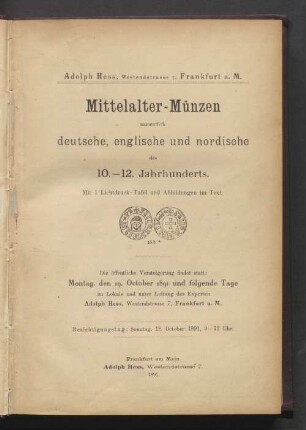 Adolph Hess, Westendstrasse 7. Frankfurt a. M.
Mittelalter-Münzen
namentlich
deutsche, englische und nordische
des
10.—12. Jahrhunderts.
Mit 1 Lichtdruck-Tafel und Abbildungen im Text.
Die öffentliche Versteigerung findet statt:
Montag, den 19. October 1891 und folgende Tage
im Lokale und unter Leitung des Experten
Adolph Hess, Westendstrasse 7, Frankfurt a. M.
Besichtigungstag: Sonntag, 18. October 1891, 9—12 Uhr.
Frankfurt am Main.
Adolph Hess, Westendstrasse 7.
1891.